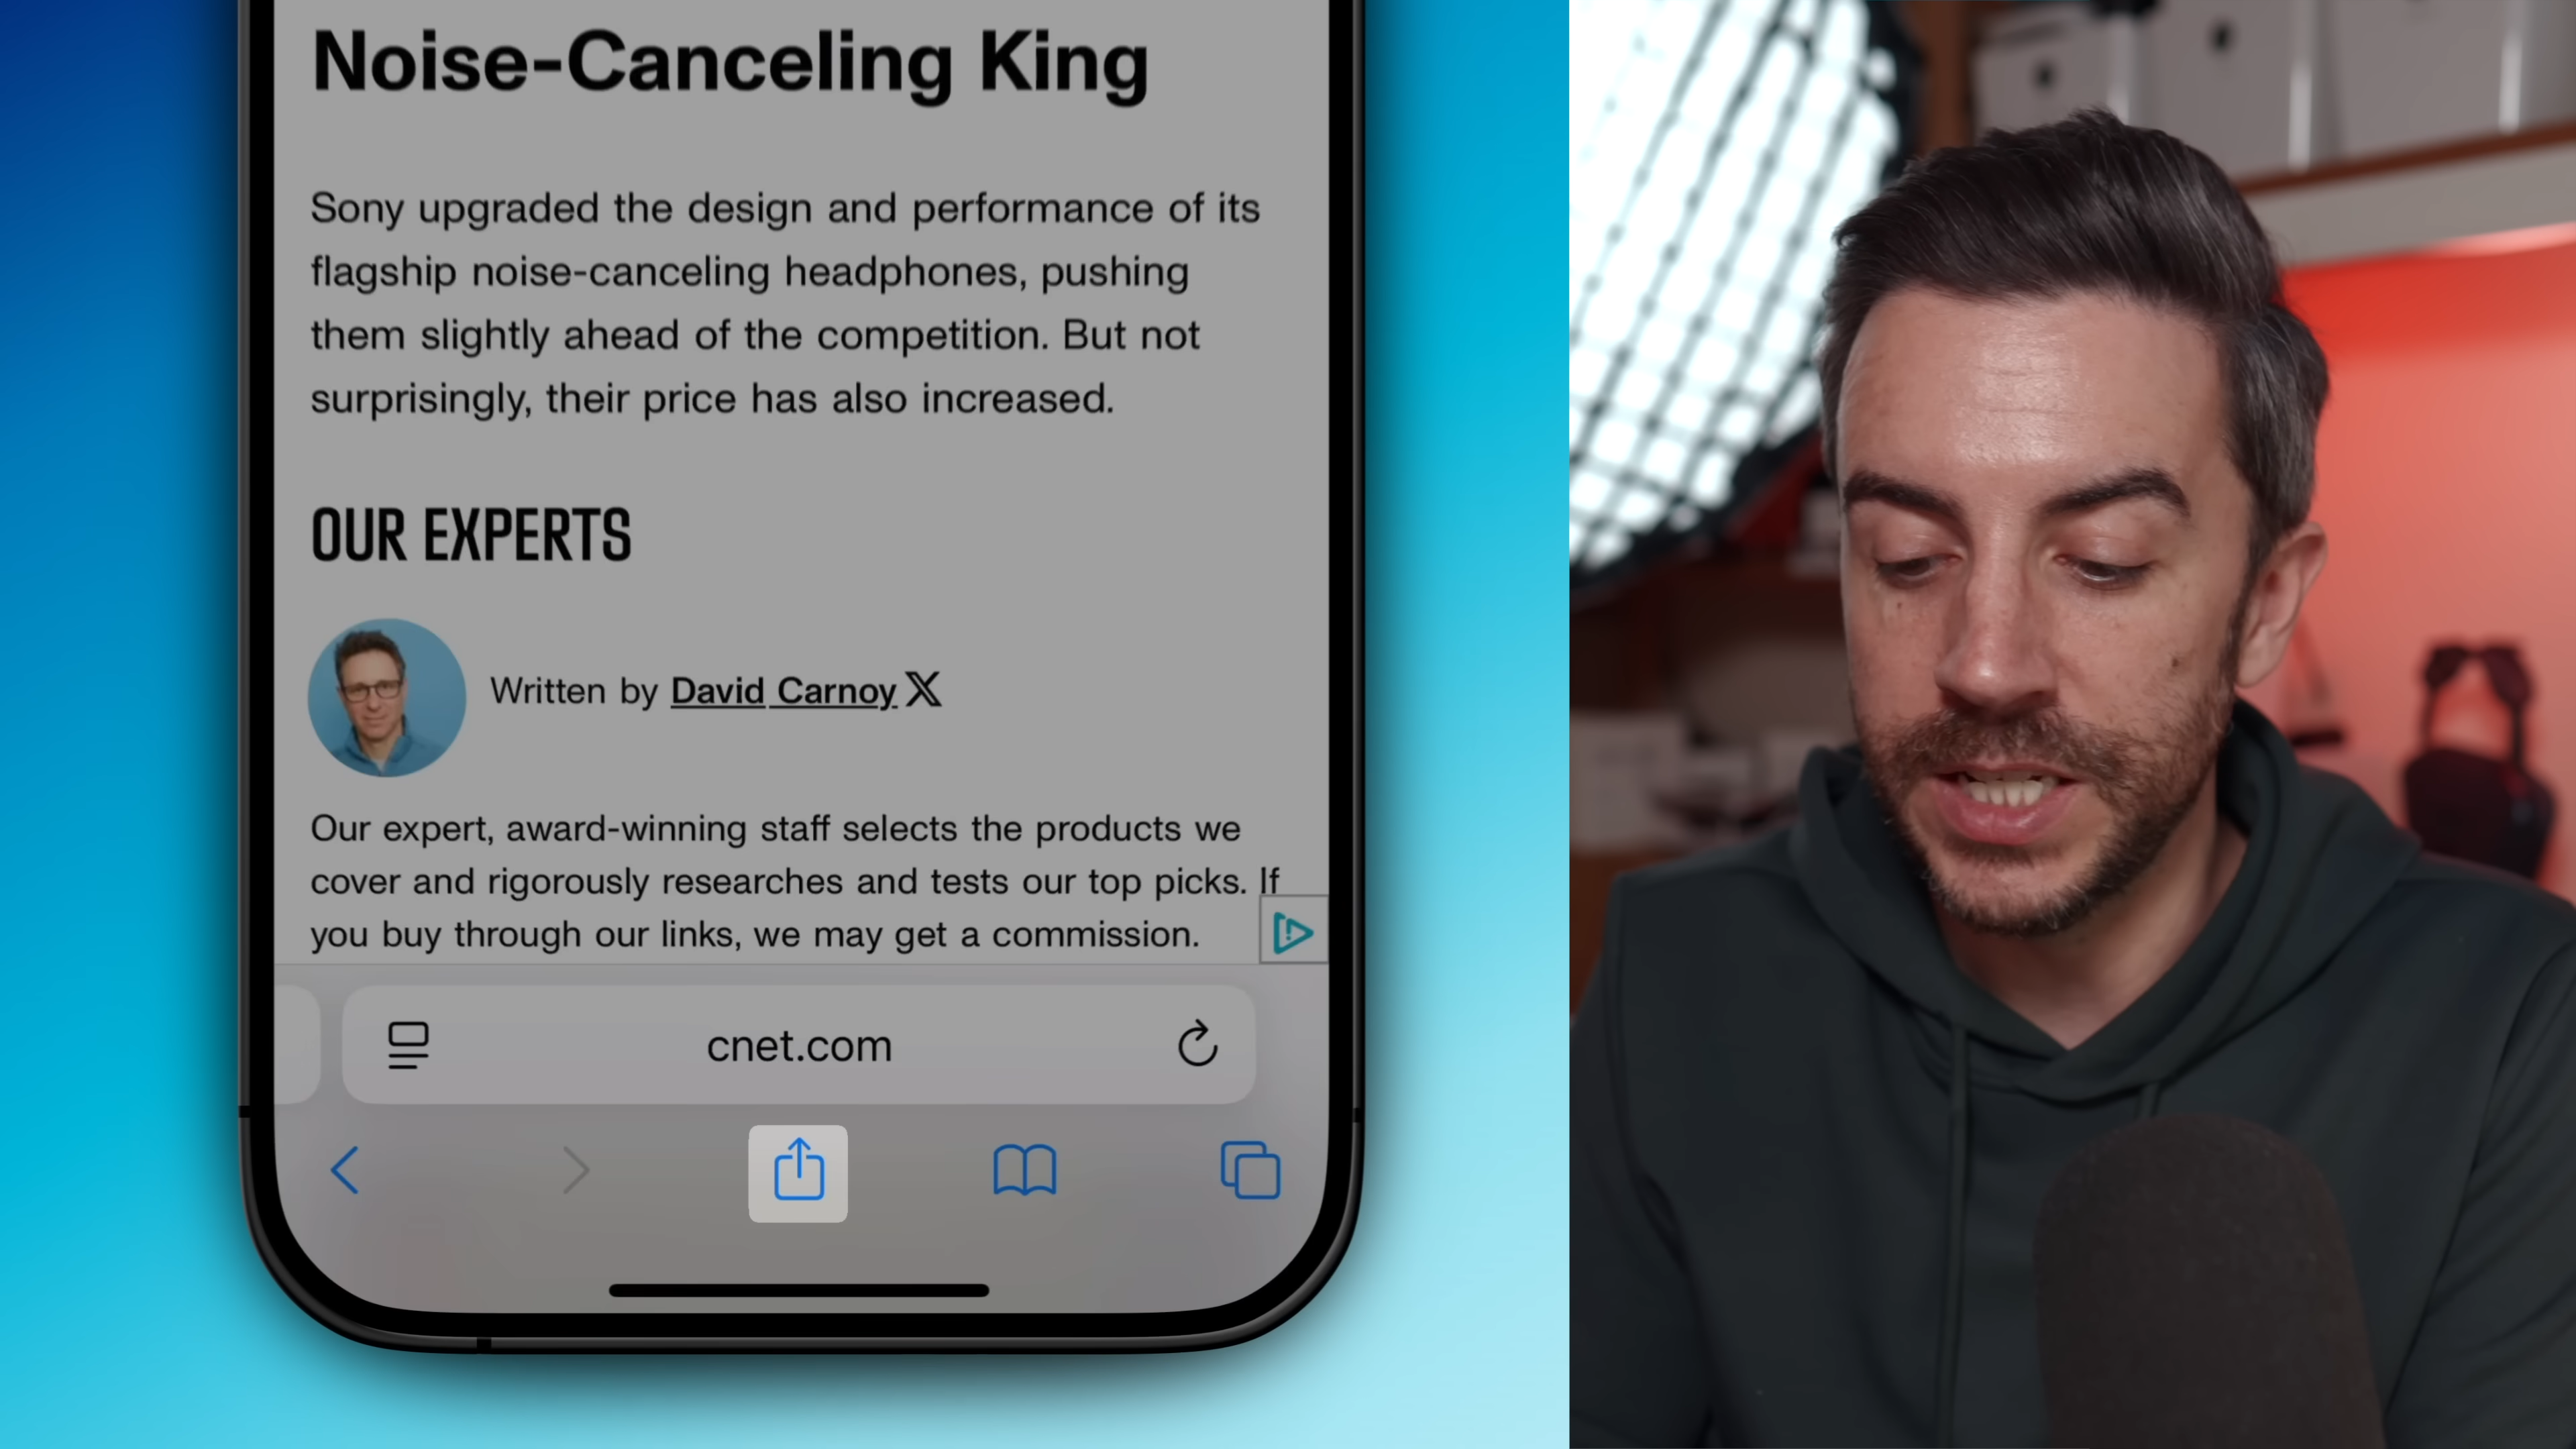 Noise-Canceling King
Sony upgraded the design and performance of its
flagship noise-canceling headphones, pushing
them slightly ahead of the competition. But not
surprisingly, their price has also increased.
OUR EXPERTS
Written by David Carnoy
Our expert, award-winning staff selects the products we
cover and rigorously researches and tests our top picks. If
you buy through our links, we may get a commission.
cnet.com